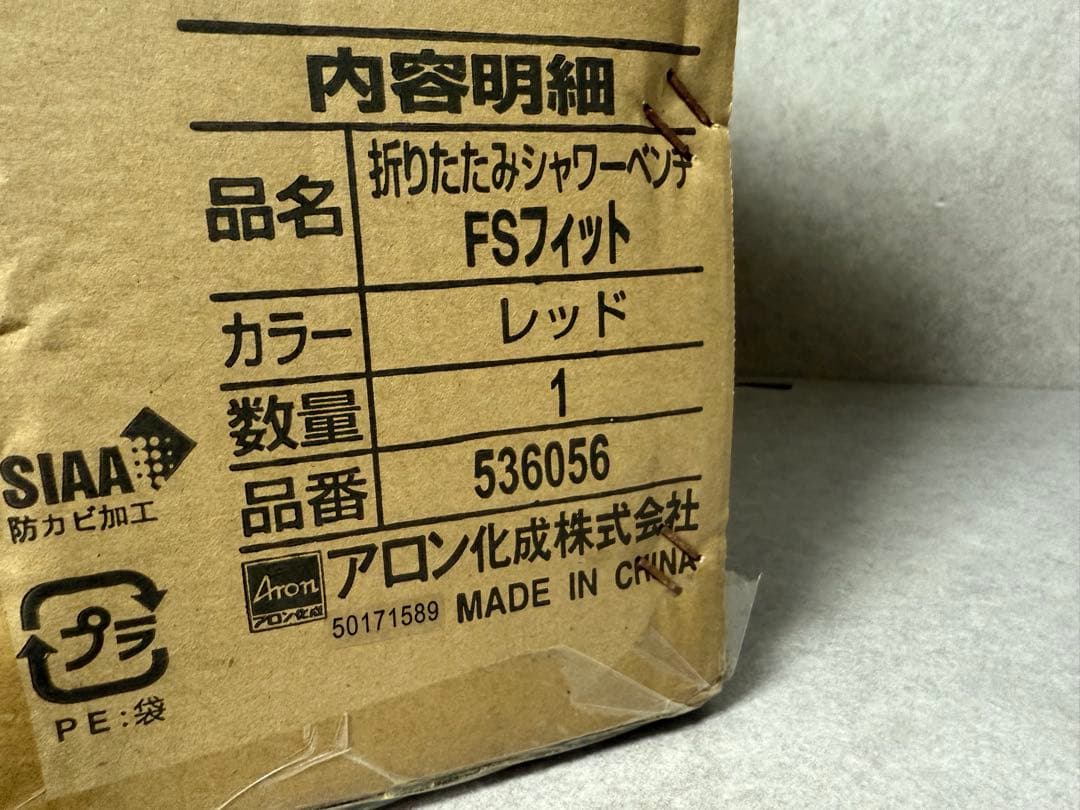 内容明細
品名
折りたたみシャワーベンチ
FSフィット
カラー
レッド
数量
1
品番
536056
SIAA
防カビ加工
Aron
アロン化成
アロン化成株式会社
50171589
MADE IN CHINA
プラ
PE:袋